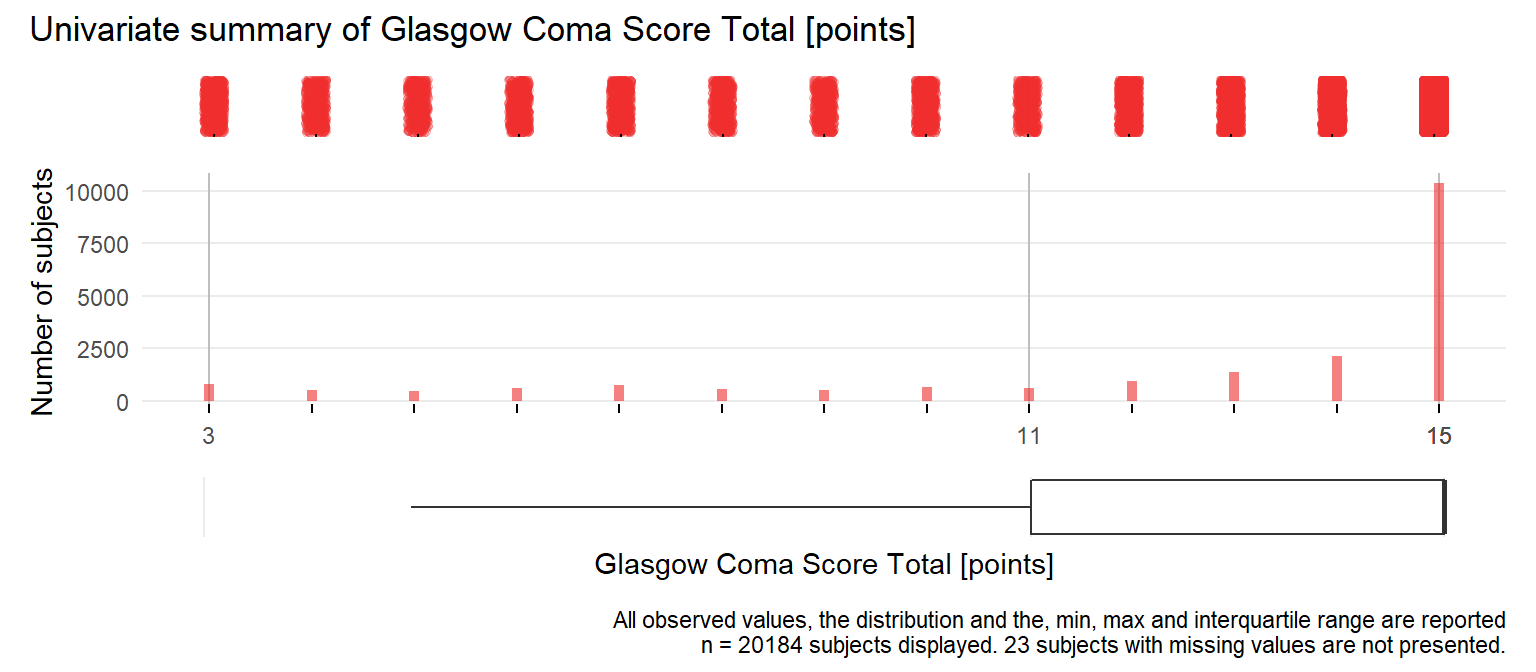 Univariate summary of Glasgow Coma Score Total [points]
Number of subjects
10000
7500
5000
2500
0
3 11 15
Glasgow Coma Score Total [points]
All observed values, the distribution and the, min, max and interquartile range are reported
n = 20184 subjects displayed. 23 subjects with missing values are not presented.